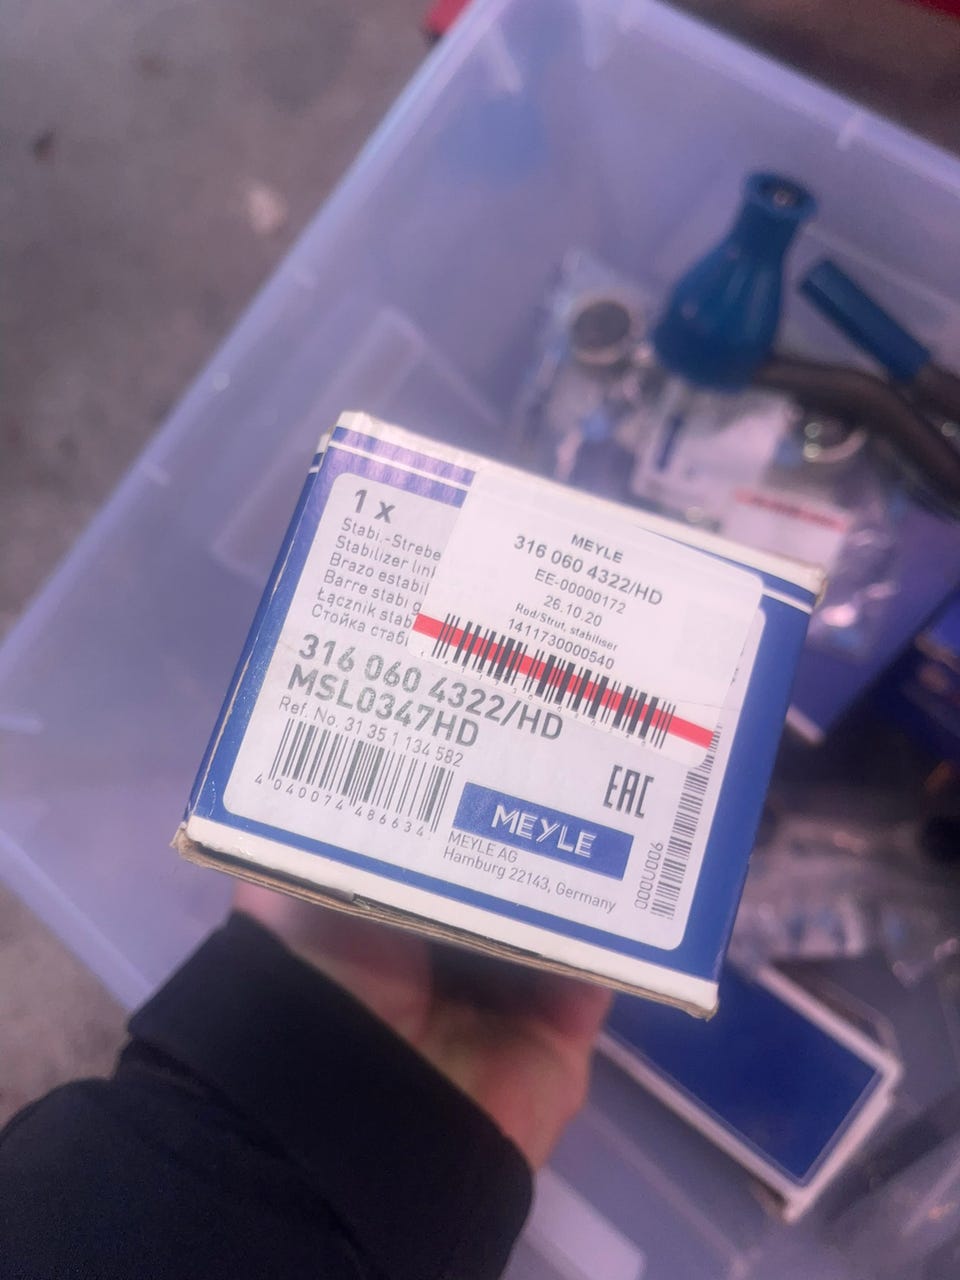 1 x
Stabi.-Strebe
Stabilizer lin
Brazo estabil
Barre stabi
Łącznik stab
Стойка стаб
316 060 4322/HD
MSL0347HD
Ref. No. 31 35 1 134 582
4 040074 486634
MEYLE
MEYLE AG
Hamburg 22143, Germany
EAC
000U006
MEYLE
316 060 4322/HD
EE-00000172
26.10.20
Rod/Strut, stabiliser
1411730000540